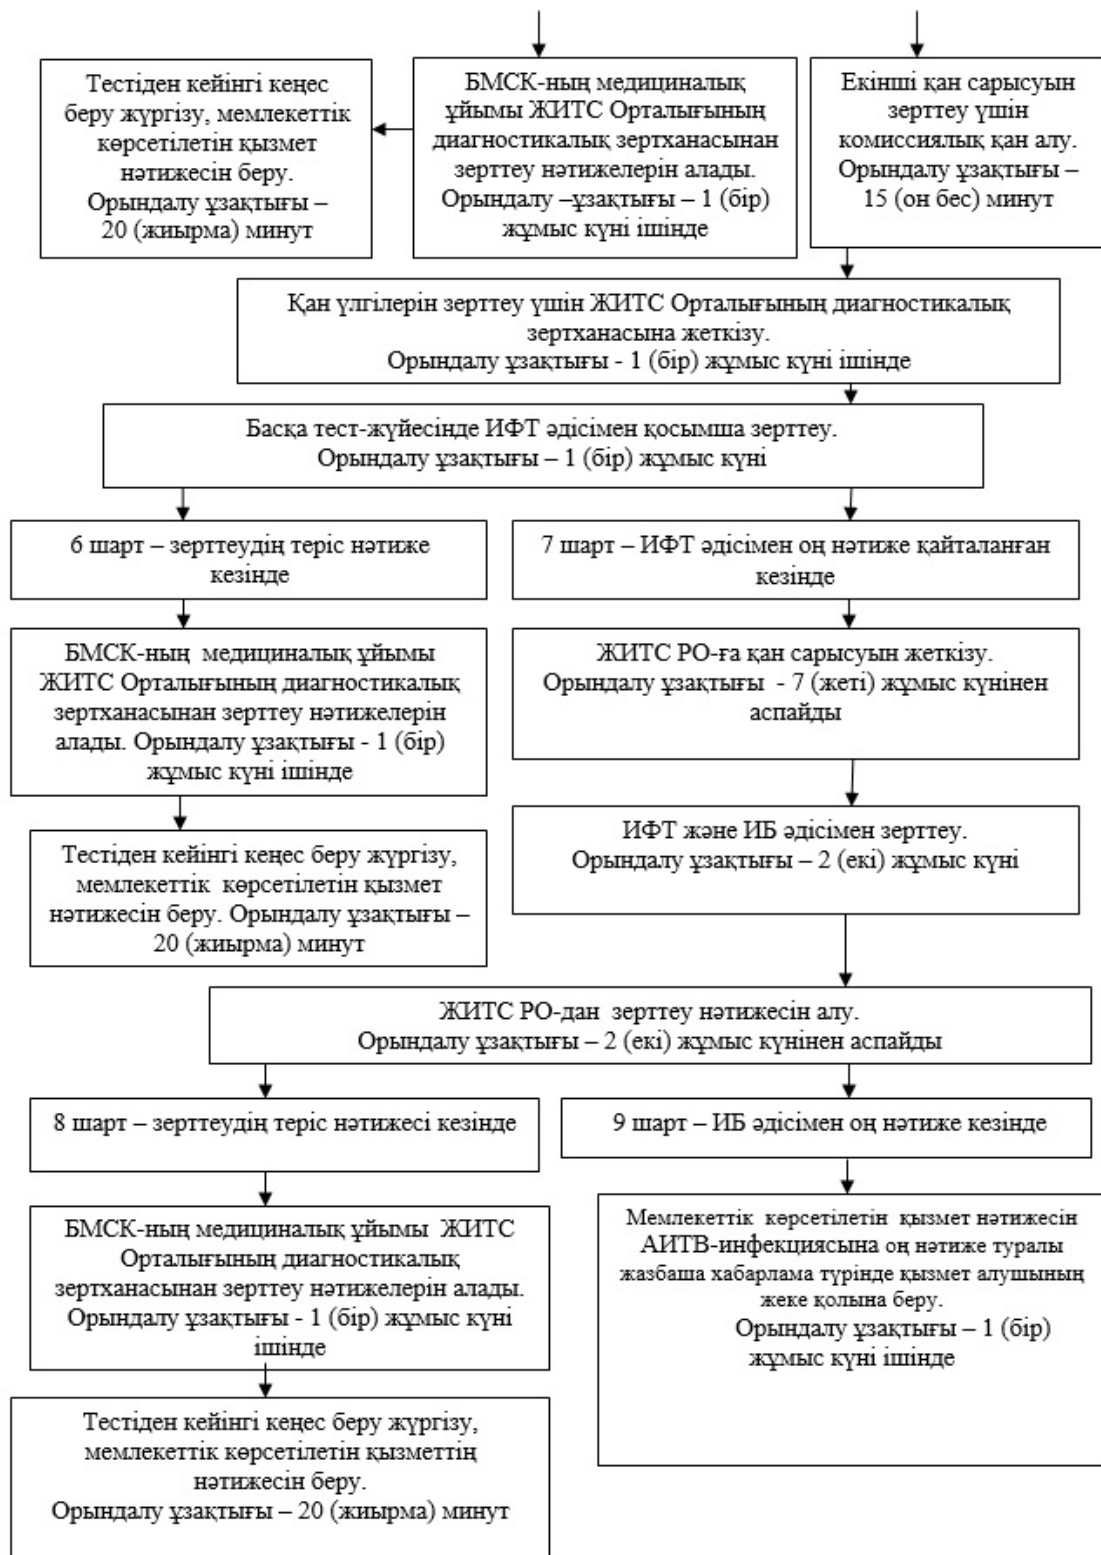 Тестіден кейінгі кеңес
беру жүргізу, мемлекеттік
көрсетілетін қызмет
нәтижесін беру.
Орындалу ұзақтығы –
20 (жиырма) минут
БМСК-ның медициналық
ұйымы ЖИТС Орталығының
диагностикалық зертханасынан
зерттеу нәтижелерін алады.
Орындалу –ұзақтығы – 1 (бір)
жұмыс күні ішінде
Екінші қан сарысуын
зерттеу үшін
комиссиялық қан алу.
Орындалу ұзақтығы –
15 (он бес) минут
Қан үлгілерін зерттеу үшін ЖИТС Орталығының диагностикалық
зертханасына жеткізу.
Орындалу ұзақтығы - 1 (бір) жұмыс күні ішінде
Басқа тест-жүйесінде ИФТ әдісімен қосымша зерттеу.
Орындалу ұзақтығы – 1 (бір) жұмыс күні
6 шарт – зерттеудің теріс нәтиже
кезінде
7 шарт – ИФТ әдісімен оң нәтиже қайталанған
кезінде
БМСК-ның медициналық ұйымы
ЖИТС Орталығының диагностикалық
зертханасынан зерттеу нәтижелерін
алады. Орындалу ұзақтығы - 1 (бір)
жұмыс күні ішінде
ЖИТС РО-ға қан сарысуын жеткізу.
Орындалу ұзақтығы - 7 (жеті) жұмыс күнінен
аспайды
Тестіден кейінгі кеңес беру жүргізу,
мемлекеттік көрсетілетін қызмет
нәтижесін беру. Орындалу ұзақтығы –
20 (жиырма) минут
ИФТ және ИБ әдісімен зерттеу.
Орындалу ұзақтығы – 2 (екі) жұмыс күні
ЖИТС РО-дан зерттеу нәтижесін алу.
Орындалу ұзақтығы – 2 (екі) жұмыс күнінен аспайды
8 шарт – зерттеудің теріс нәтижесі кезінде
9 шарт – ИБ әдісімен оң нәтиже кезінде
БМСК-ның медициналық ұйымы ЖИТС
Орталығының диагностикалық
зертханасынан зерттеу нәтижелерін алады.
Орындалу ұзақтығы - 1 (бір) жұмыс күні
ішінде
Мемлекеттік көрсетілетін қызмет нәтижесін
АИТВ-инфекциясына оң нәтиже туралы
жазбаша хабарлама түрінде қызмет алушының
жеке қолына беру.
Орындалу ұзақтығы – 1 (бір)
жұмыс күні ішінде
Тестіден кейінгі кеңес беру жүргізу,
мемлекеттік көрсетілетін қызметтің
нәтижесін беру.
Орындалу ұзақтығы – 20 (жиырма) минут